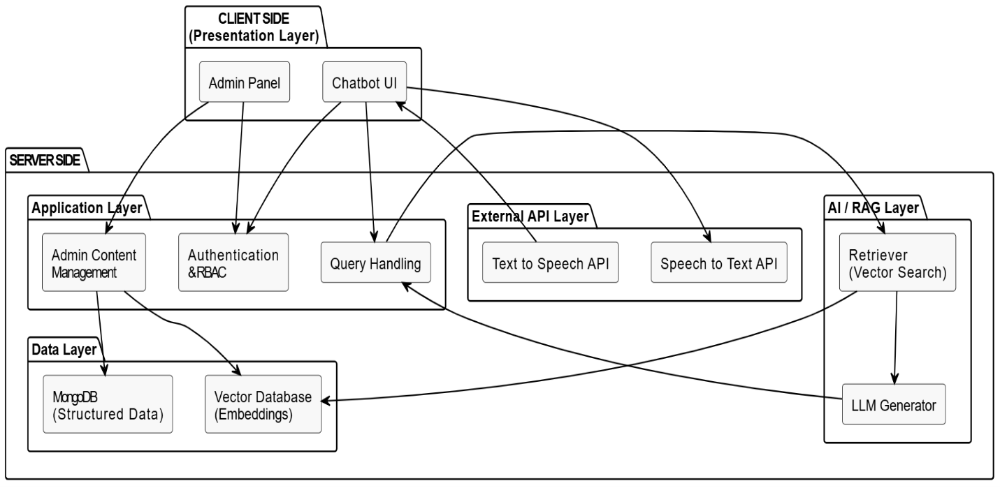 CLIENT SIDE
(Presentation Layer)
Admin Panel
Chatbot UI
SERVER SIDE
Application Layer
Admin Content
Management
Authentication
& RBAC
Query Handling
External API Layer
Text to Speech API
Speech to Text API
AI / RAG Layer
Retriever
(Vector Search)
LLM Generator
Data Layer
MongoDB
(Structured Data)
Vector Database
(Embeddings)